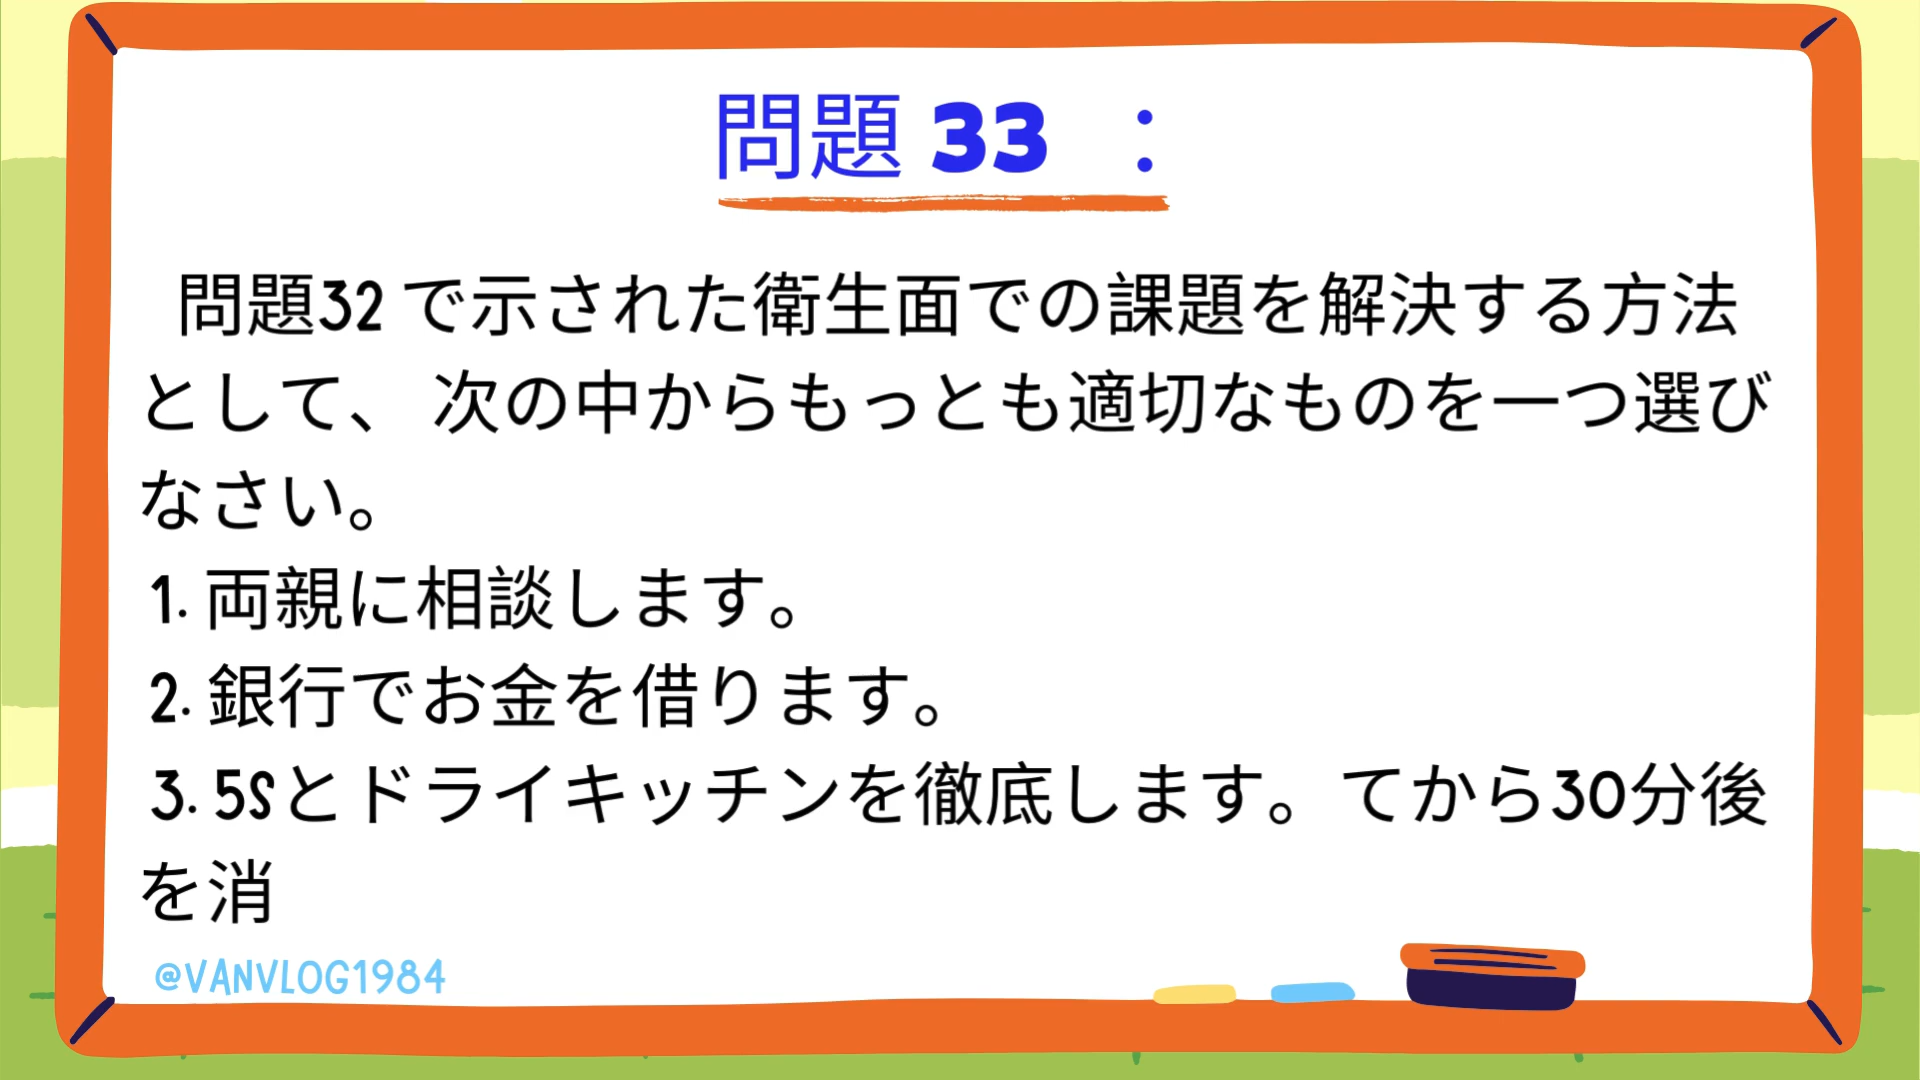 問題 33 :
問題32 で示された衛生面での課題を解決する方法
として、 次の中からもっとも適切なものを一つ選び
なさい。
1. 両親に相談します。
2. 銀行でお金を借ります。
3. 5Sとドライキッチンを徹底します。てから30分後
を消
@VANVLOG1984